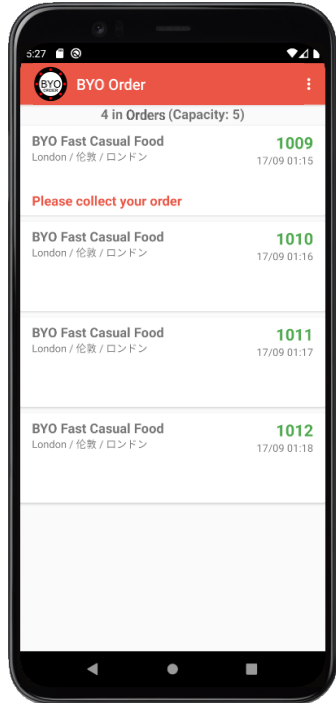 5:27
BYO ORDER
BYO Order
4 in Orders (Capacity: 5)
BYO Fast Casual Food 1009
London / 伦敦 / ロンドン 17/09 01:15
Please collect your order
BYO Fast Casual Food 1010
London / 伦敦 / ロンドン 17/09 01:16
BYO Fast Casual Food 1011
London / 伦敦 / ロンドン 17/09 01:17
BYO Fast Casual Food 1012
London / 伦敦 / ロンドン 17/09 01:18